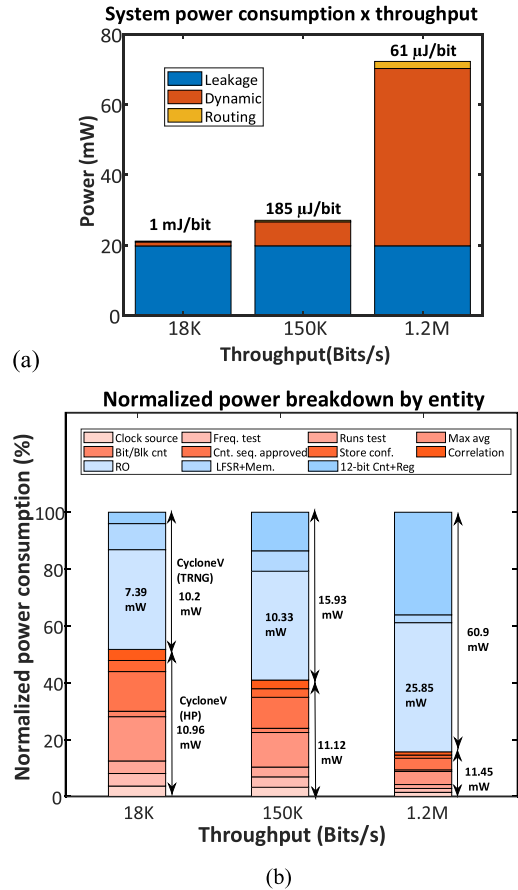 System power consumption x throughput
80
60
40
20
0
Power (mW)
Leakage
Dynamic
Routing
1 mJ/bit
185 μJ/bit
61 μJ/bit
18K
150K
1.2M
Throughput(Bits/s)
(a)
Normalized power breakdown by entity
Clock source
Freq. test
Runs test
Max avg
Bit/Blk cnt
Cnt. seq. approved
Store conf.
Correlation
RO
LFSR+Mem.
12-bit Cnt+Reg
100
80
60
40
20
0
Normalized power consumption (%)
7.39
mW
CycloneV
(TRNG)
10.2
mW
CycloneV
(HP)
10.96
mW
10.33
mW
15.93
mW
11.12
mW
25.85
mW
60.9
mW
11.45
mW
18K
150K
1.2M
Throughput (Bits/s)
(b)